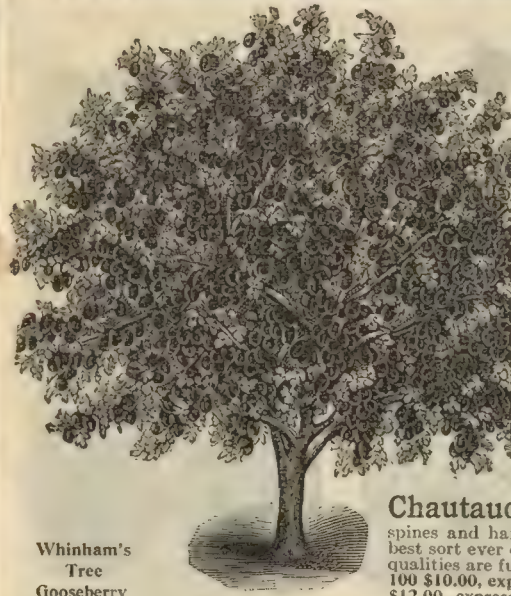 Whinham's
Tree
Gooseberry
Chautauq
spines and ha
best sort ever
qualities are fu
100 $10.00, exp
$12.00, express